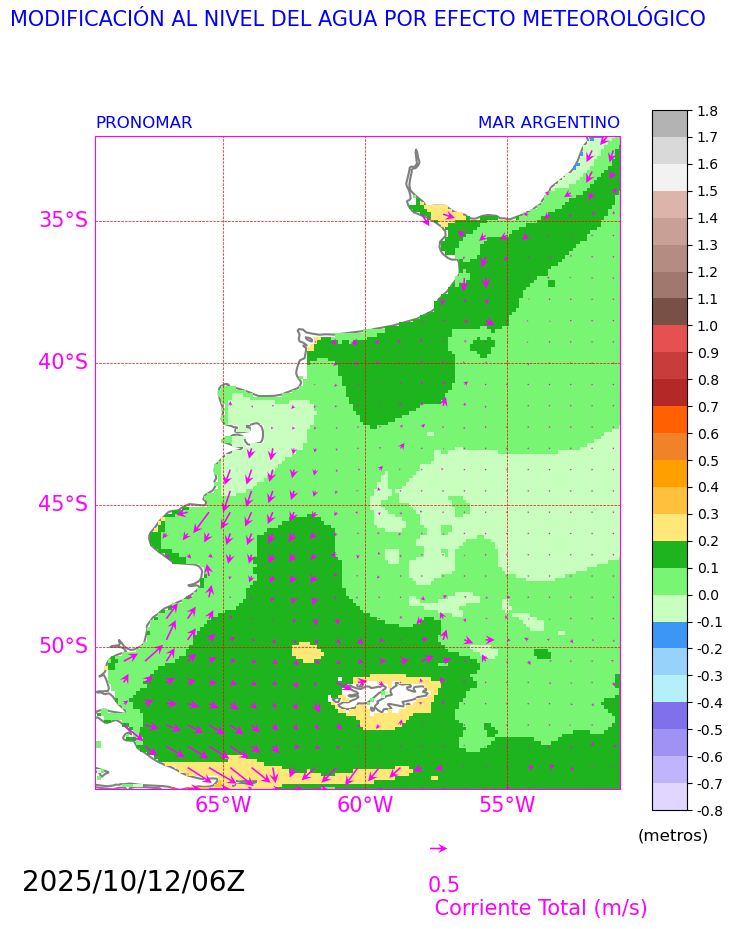 MODIFICACIÓN AL NIVEL DEL AGUA POR EFECTO METEOROLÓGICO
PRONOMAR MAR ARGENTINO
35°S
40°S
45°S
50°S
65°W 60°W 55°W
1.8
1.7
1.6
1.5
1.4
1.3
1.2
1.1
1.0
0.9
0.8
0.7
0.6
0.5
0.4
0.3
0.2
0.1
0.0
-0.1
-0.2
-0.3
-0.4
-0.5
-0.6
-0.7
-0.8
(metros)
2025/10/12/06Z
0.5
Corriente Total (m/s)